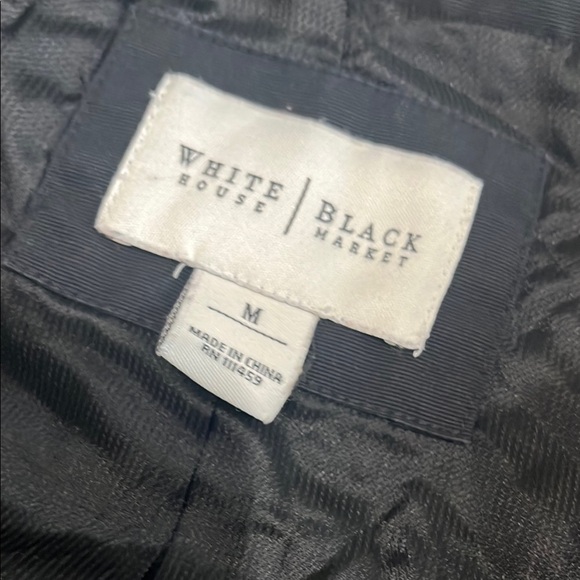 WHITE HOUSE | BLACK MARKET
M
MADE IN CHINA
RN 111459